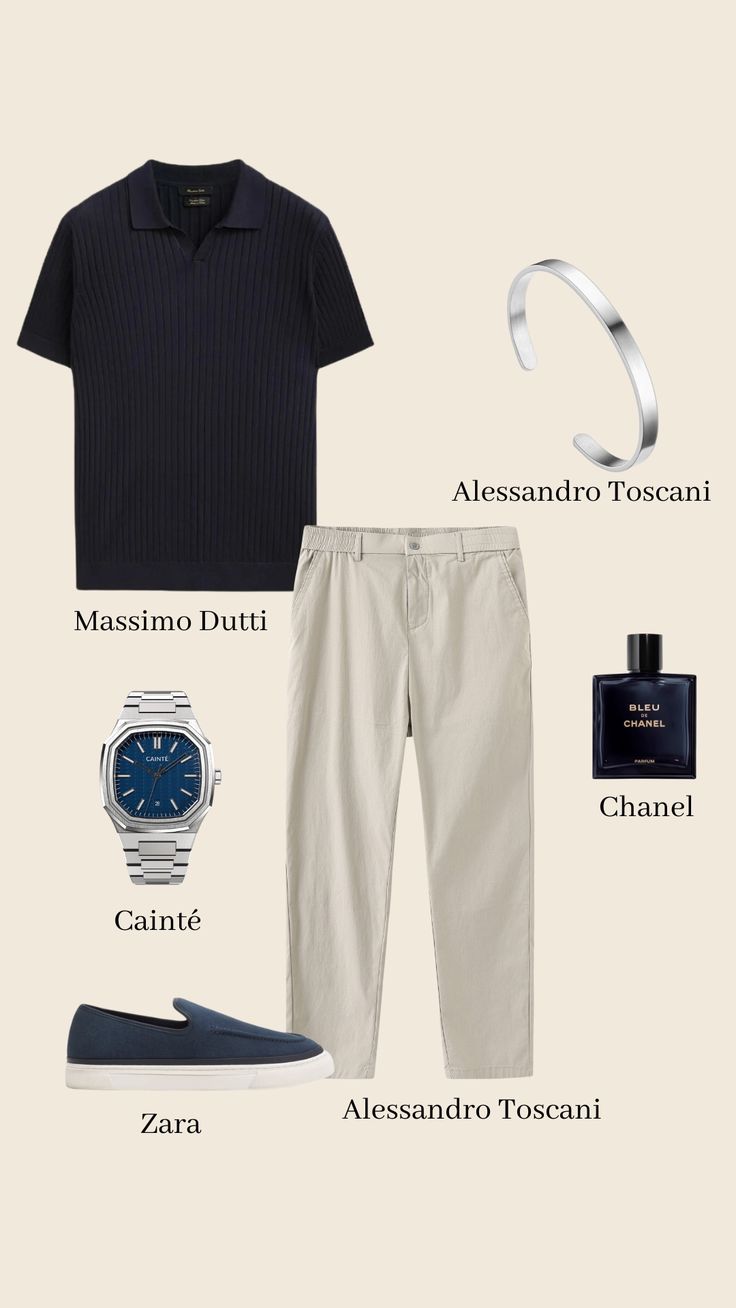 Massimo Dutti
Alessandro Toscani
BLEU
DE
CHANEL
PARFUM
Chanel
CAINTÉ
Cainté
Zara
Alessandro Toscani